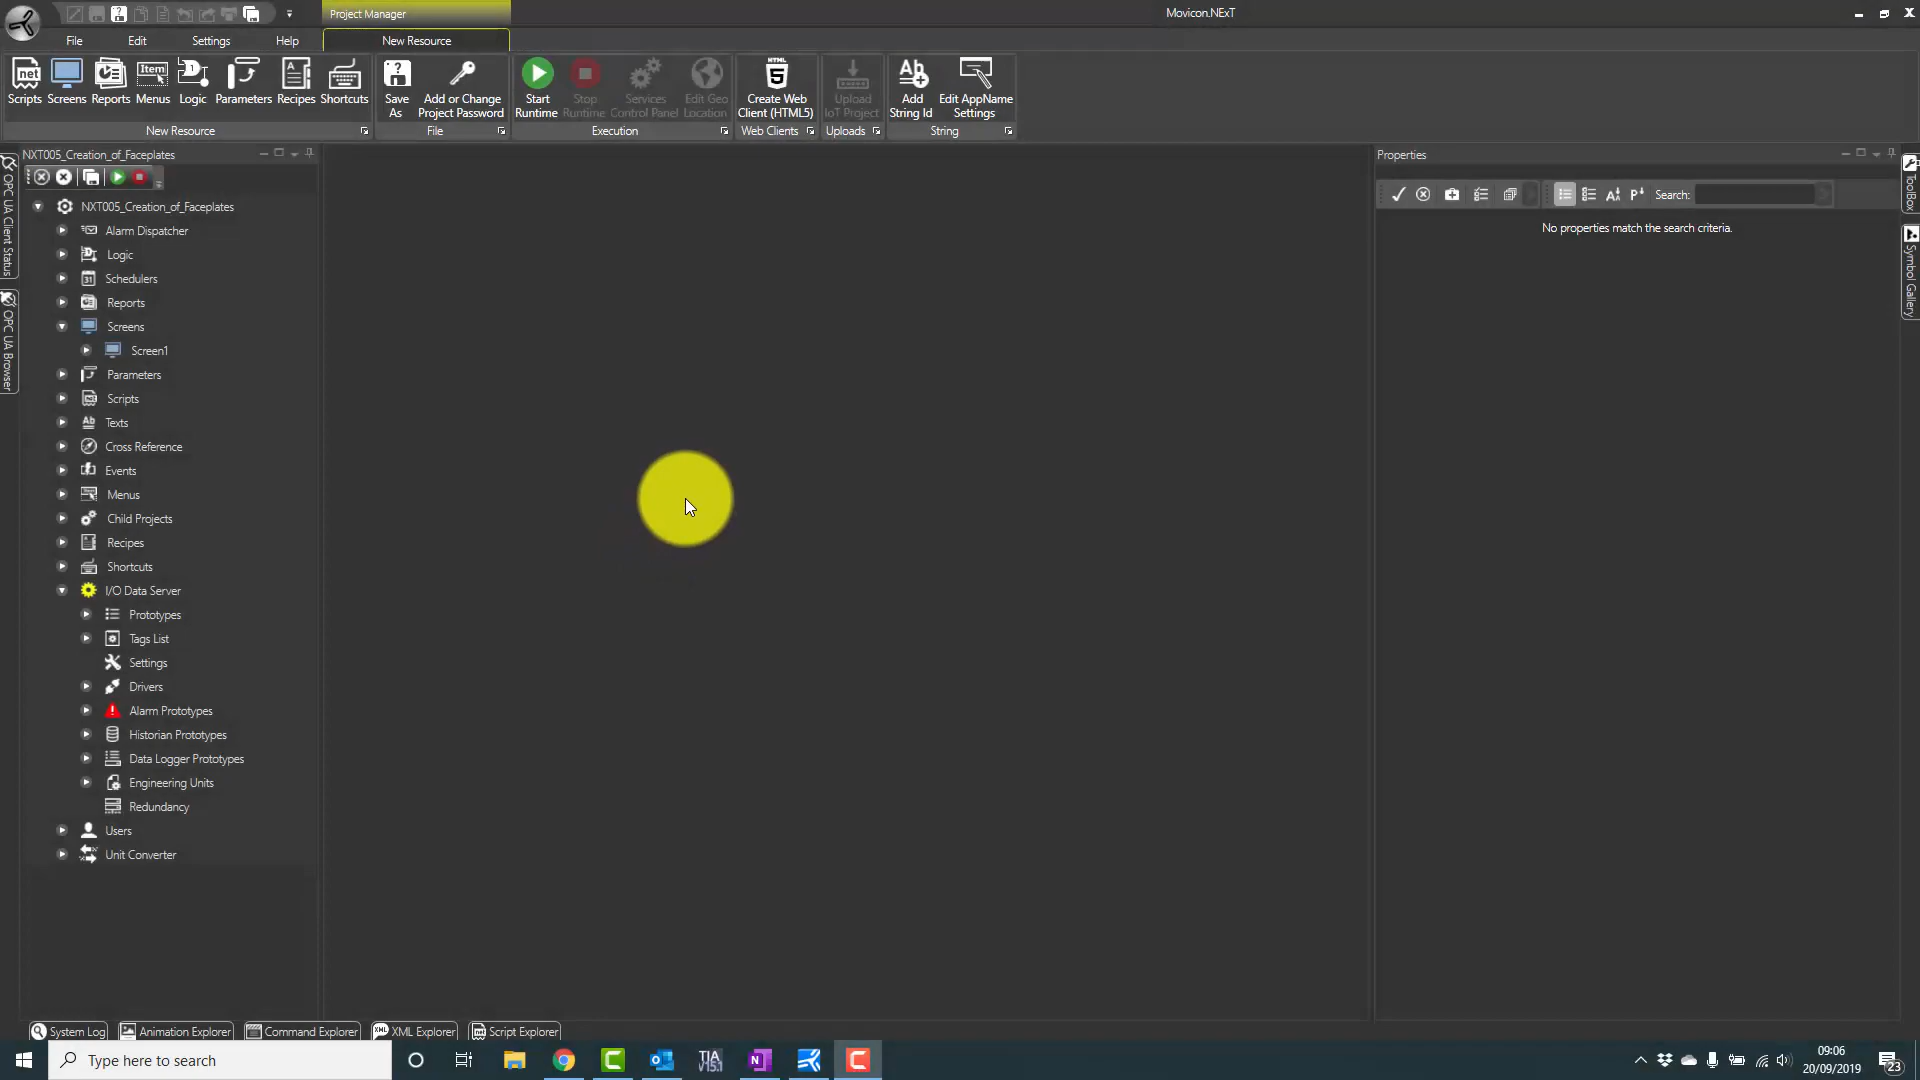 Project Manager
Movicon.NExT
File
Edit
Settings
Help
New Resource
Scripts
Screens
Reports
Menus
Logic
Parameters
Recipes
Shortcuts
Save As
Add or Change Project Password
Start Runtime
Stop Runtime
Services Control Panel
Edit Geo Location
Create Web Client (HTML5)
Upload IoT Project
Add String Id
Edit AppName Settings
New Resource
File
Execution
Web Clients
Uploads
String
OPC UA Client Status
OPC UA Browser
NXT005_Creation_of_Faceplates
NXT005_Creation_of_Faceplates
Alarm Dispatcher
Logic
Schedulers
Reports
Screens
Screen1
Parameters
Scripts
Texts
Cross Reference
Events
Menus
Child Projects
Recipes
Shortcuts
I/O Data Server
Prototypes
Tags List
Settings
Drivers
Alarm Prototypes
Historian Prototypes
Data Logger Prototypes
Engineering Units
Redundancy
Users
Unit Converter
Properties
Search:
No properties match the search criteria.
ToolBox
Symbol Gallery
System Log
Animation Explorer
Command Explorer
XML Explorer
Script Explorer
Type here to search
TIA V15.1
09:06
20/09/2019
23